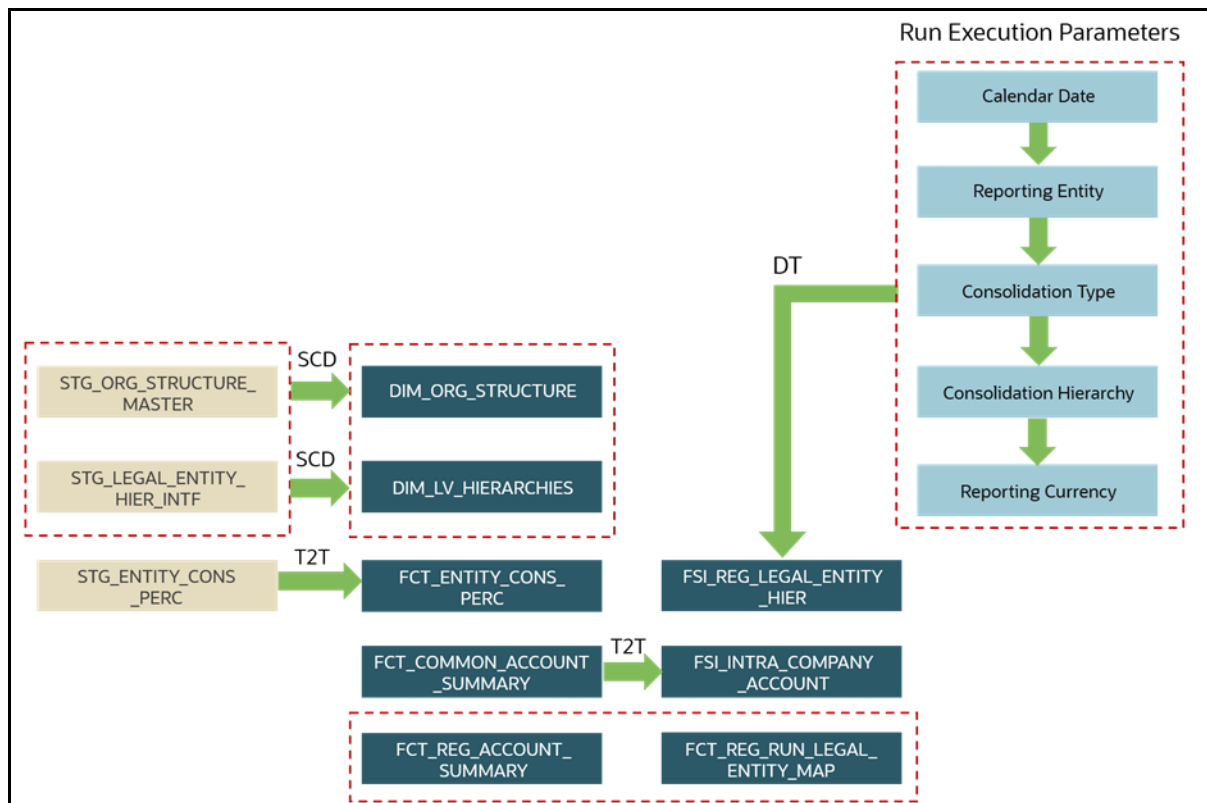 Run Execution Parameters
Calendar Date
Reporting Entity
DT
Consolidation Type
SCD
STG_ORG_STRUCTURE_
MASTER
DIM_ORG_STRUCTURE
Consolidation Hierarchy
SCD
STG_LEGAL_ENTITY_
HIER_INTF
DIM_LV_HIERARCHIES
Reporting Currency
T2T
STG_ENTITY_CONS
_PERC
FCT_ENTITY_CONS_
PERC
FSI_REG_LEGAL_ENTITY
_HIER
FCT_COMMON_ACCOUNT
_SUMMARY
T2T
FSI_INTRA_COMPANY
_ACCOUNT
FCT_REG_ACCOUNT_
SUMMARY
FCT_REG_RUN_LEGAL_
ENTITY_MAP